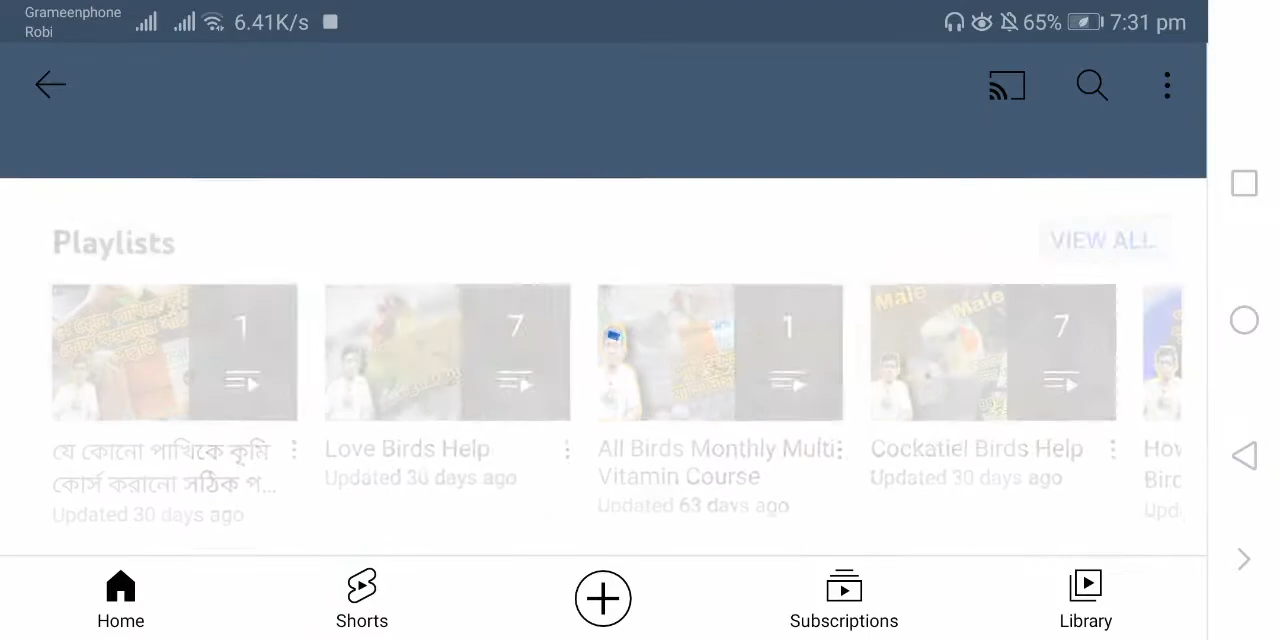 Grameenphone
Robi
6.41K/s
65%
7:31 pm
Playlists
VIEW ALL
1
7
1
7
Male
Male
যে কোনো পাখিকে কৃমি
কোর্স করানো সঠিক প...
Updated 30 days ago
Love Birds Help
Updated 30 days ago
All Birds Monthly Multi
Vitamin Course
Updated 63 days ago
Cockatiel Birds Help
Updated 30 days ago
Home
Shorts
Subscriptions
Library